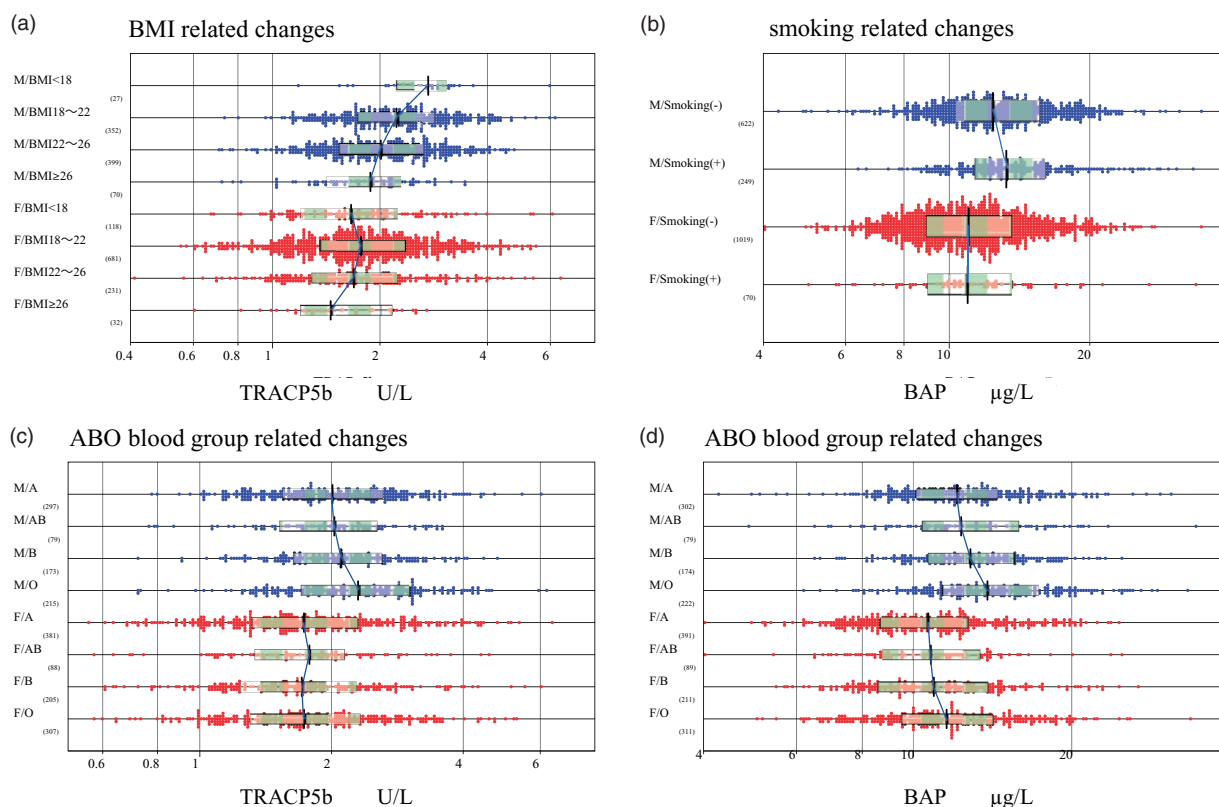 (a)
BMI related changes
M/BMI<18
(27)
M/BMI18〜22
(352)
M/BMI22〜26
(399)
M/BMI≥26
(70)
F/BMI<18
(118)
F/BMI18〜22
(681)
F/BMI22〜26
(231)
F/BMI≥26
(32)
0.4 0.6 0.8 1 2 4 6
TRACP5b U/L
(b)
smoking related changes
M/Smoking(-)
(622)
M/Smoking(+)
(249)
F/Smoking(-)
(1019)
F/Smoking(+)
(70)
4 6 8 10 20
BAP µg/L
(c)
ABO blood group related changes
M/A
(297)
M/AB
(79)
M/B
(173)
M/O
(215)
F/A
(381)
F/AB
(88)
F/B
(205)
F/O
(307)
0.6 0.8 1 2 4 6
TRACP5b U/L
(d)
ABO blood group related changes
M/A
(302)
M/AB
(79)
M/B
(174)
M/O
(222)
F/A
(391)
F/AB
(89)
F/B
(211)
F/O
(311)
4 6 8 10 20
BAP µg/L